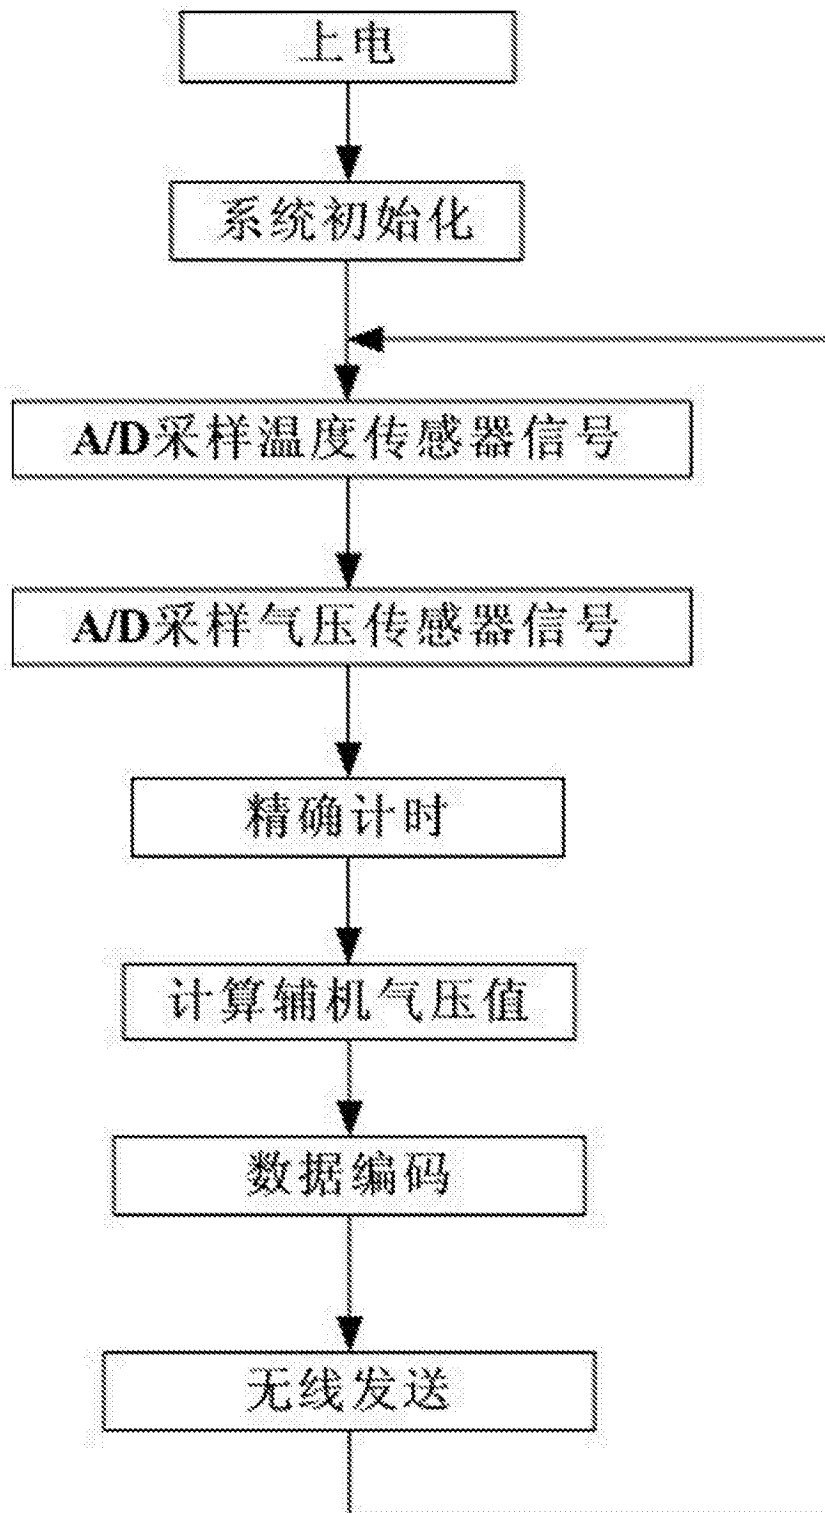 上电
系统初始化
A/D采样温度传感器信号
A/D采样气压传感器信号
精确计时
计算辅机气压值
数据编码
无线发送